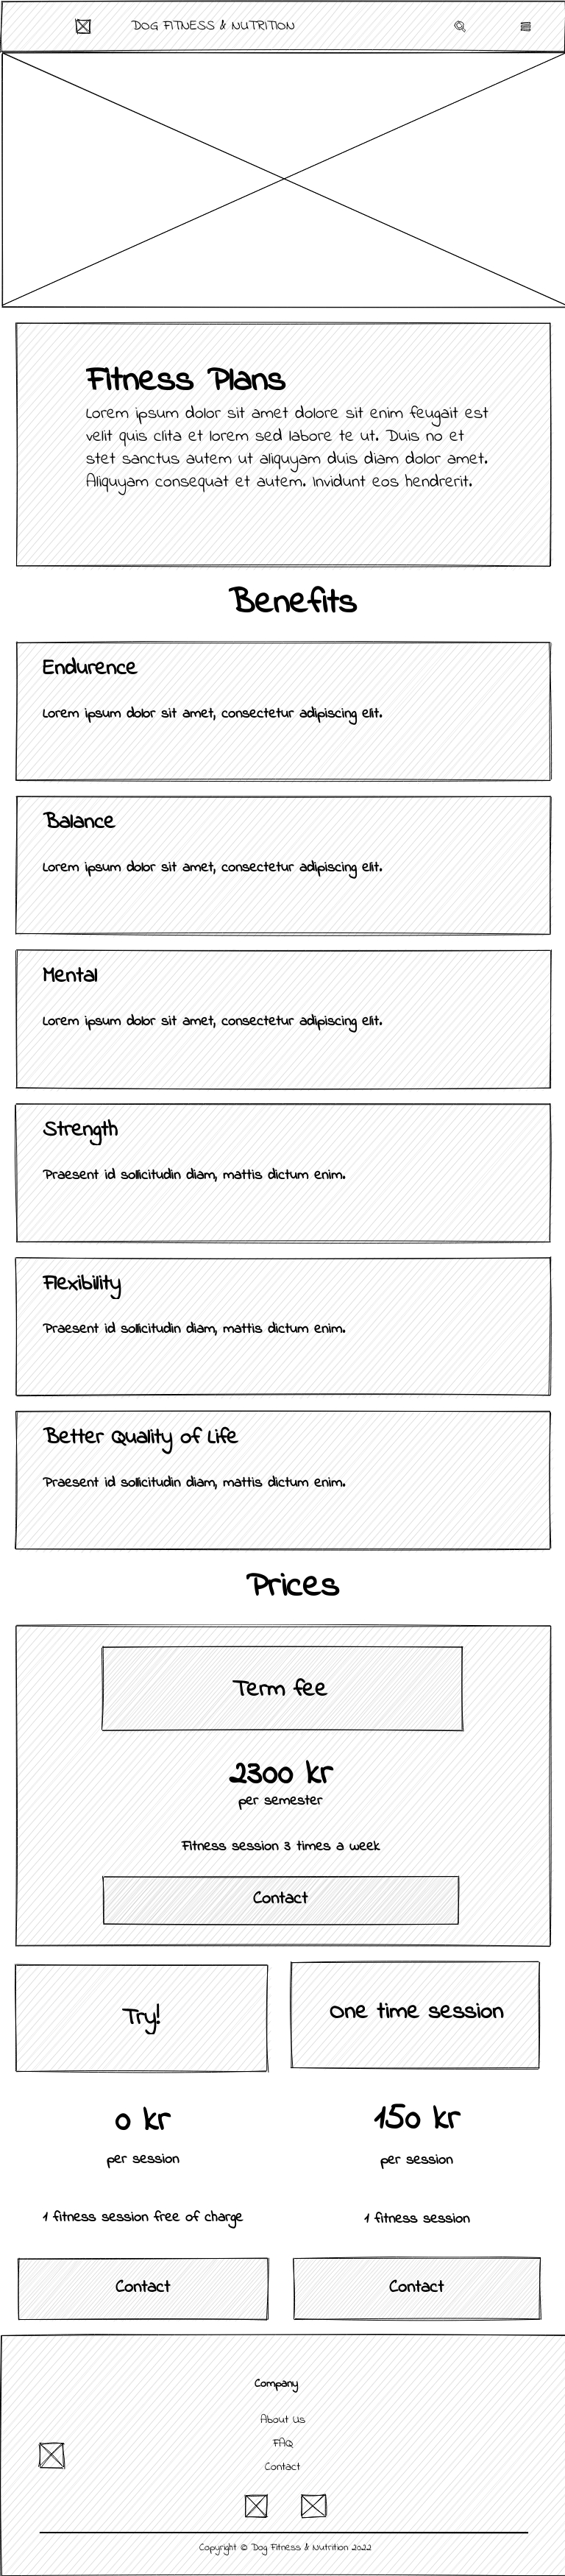 DOG FITNESS & NUTRITION
Fitness Plans
Lorem ipsum dolor sit amet dolore sit enim feugait est
velit quis clita et lorem sed labore te ut. Duis no et
stet sanctus autem ut aliquyam duis diam dolor amet.
Aliquyam consequat et autem. Invidunt eos hendrerit.
Benefits
Endurence
Lorem ipsum dolor sit amet, consectetur adipiscing elit.
Balance
Lorem ipsum dolor sit amet, consectetur adipiscing elit.
Mental
Lorem ipsum dolor sit amet, consectetur adipiscing elit.
Strength
Praesent id sollicitudin diam, mattis dictum enim.
Flexibility
Praesent id sollicitudin diam, mattis dictum enim.
Better Quality of Life
Praesent id sollicitudin diam, mattis dictum enim.
Prices
Term fee
2300 kr
per semester
Fitness session 3 times a week
Contact
Try!
0 kr
per session
1 fitness session free of charge
Contact
One time session
150 kr
per session
1 fitness session
Contact
Company
About Us
FAQ
Contact
Copyright © Dog Fitness & Nutrition 2022